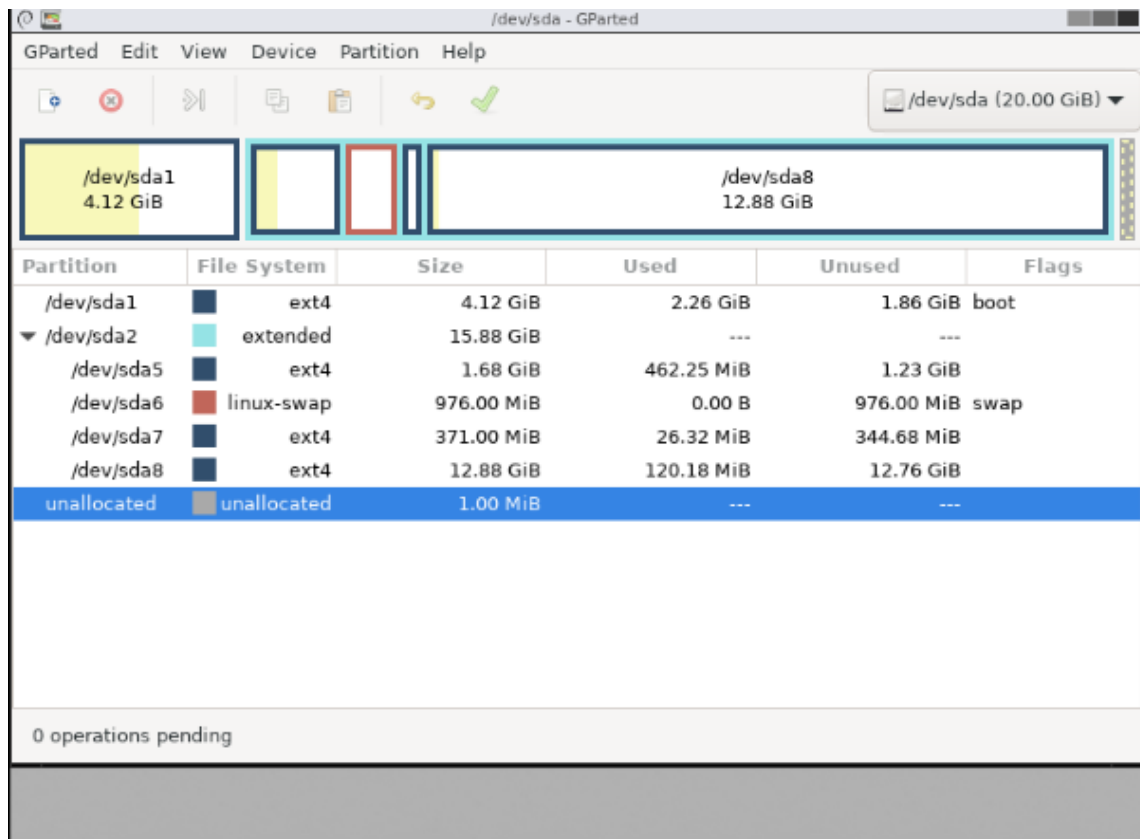 /dev/sda - GParted
GParted Edit View Device Partition Help
/dev/sda (20.00 GiB)
/dev/sda1
4.12 GiB
/dev/sda8
12.88 GiB
Partition File System Size Used Unused Flags
/dev/sda1 ext4 4.12 GiB 2.26 GiB 1.86 GiB boot
/dev/sda2 extended 15.88 GiB --- ---
/dev/sda5 ext4 1.68 GiB 462.25 MiB 1.23 GiB
/dev/sda6 linux-swap 976.00 MiB 0.00 B 976.00 MiB swap
/dev/sda7 ext4 371.00 MiB 26.32 MiB 344.68 MiB
/dev/sda8 ext4 12.88 GiB 120.18 MiB 12.76 GiB
unallocated unallocated 1.00 MiB --- ---
0 operations pending